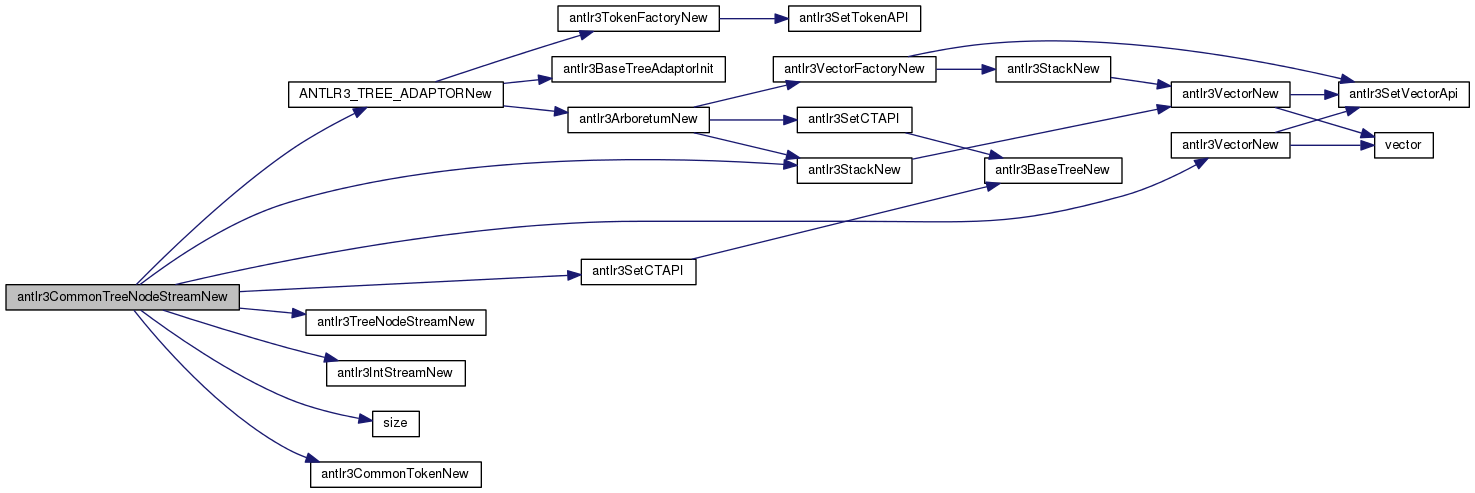 antlr3TokenFactoryNew
antlr3SetTokenAPI
antlr3BaseTreeAdaptorInit
antlr3VectorFactoryNew
antlr3StackNew
ANTLR3_TREE_ADAPTORNew
antlr3VectorNew
antlr3SetVectorApi
antlr3ArboretumNew
antlr3SetCTAPI
antlr3VectorNew
vector
antlr3StackNew
antlr3BaseTreeNew
antlr3SetCTAPI
antlr3CommonTreeNodeStreamNew
antlr3TreeNodeStreamNew
antlr3IntStreamNew
size
antlr3CommonTokenNew